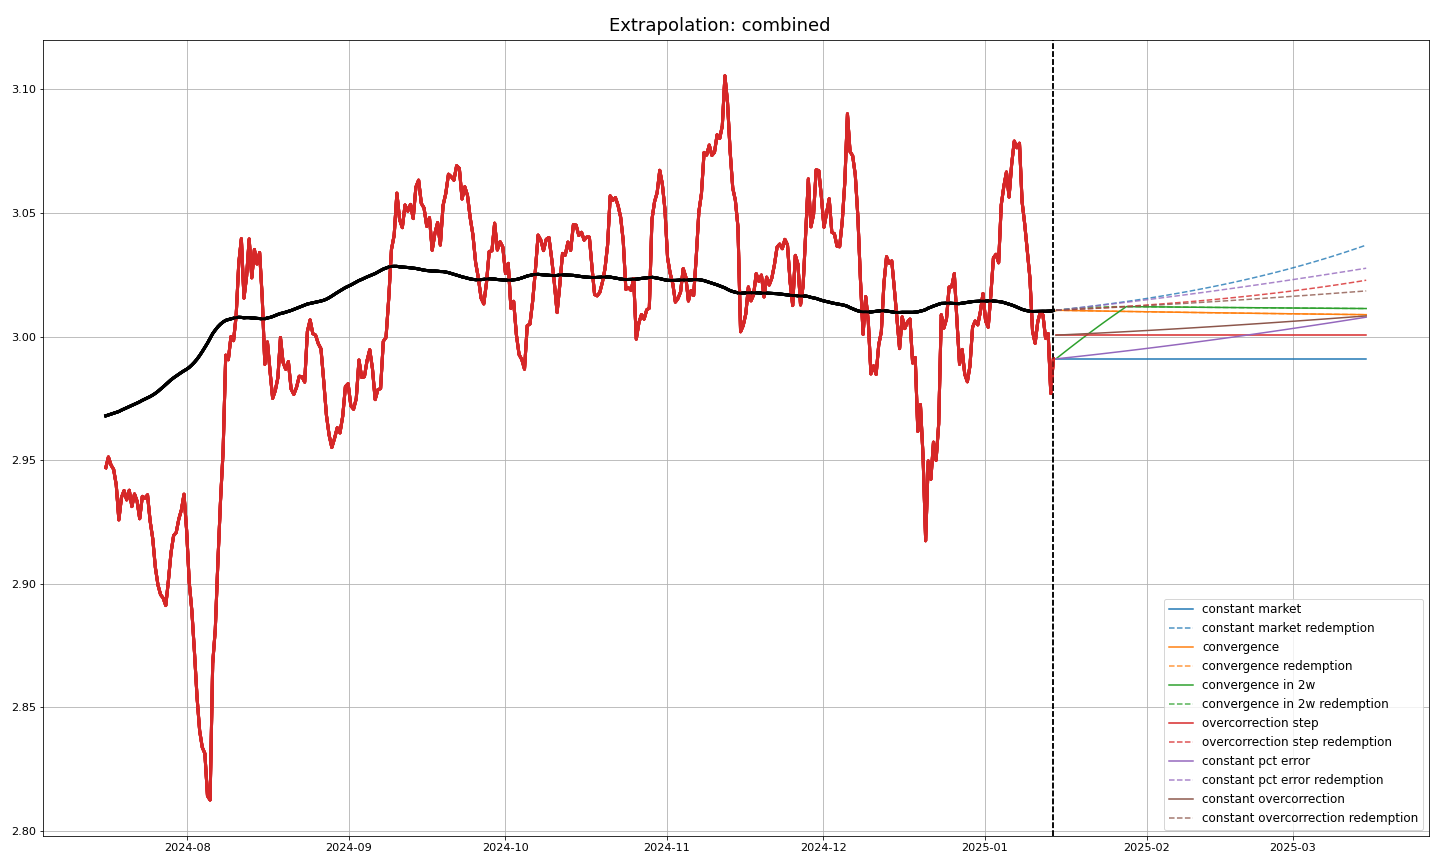 Extrapolation: combined
3.10
3.05
3.00
2.95
2.90
2.85
2.80
2024-08
2024-09
2024-10
2024-11
2024-12
2025-01
2025-02
2025-03
constant market
constant market redemption
convergence
convergence redemption
convergence in 2w
convergence in 2w redemption
overcorrection step
overcorrection step redemption
constant pct error
constant pct error redemption
constant overcorrection
constant overcorrection redemption